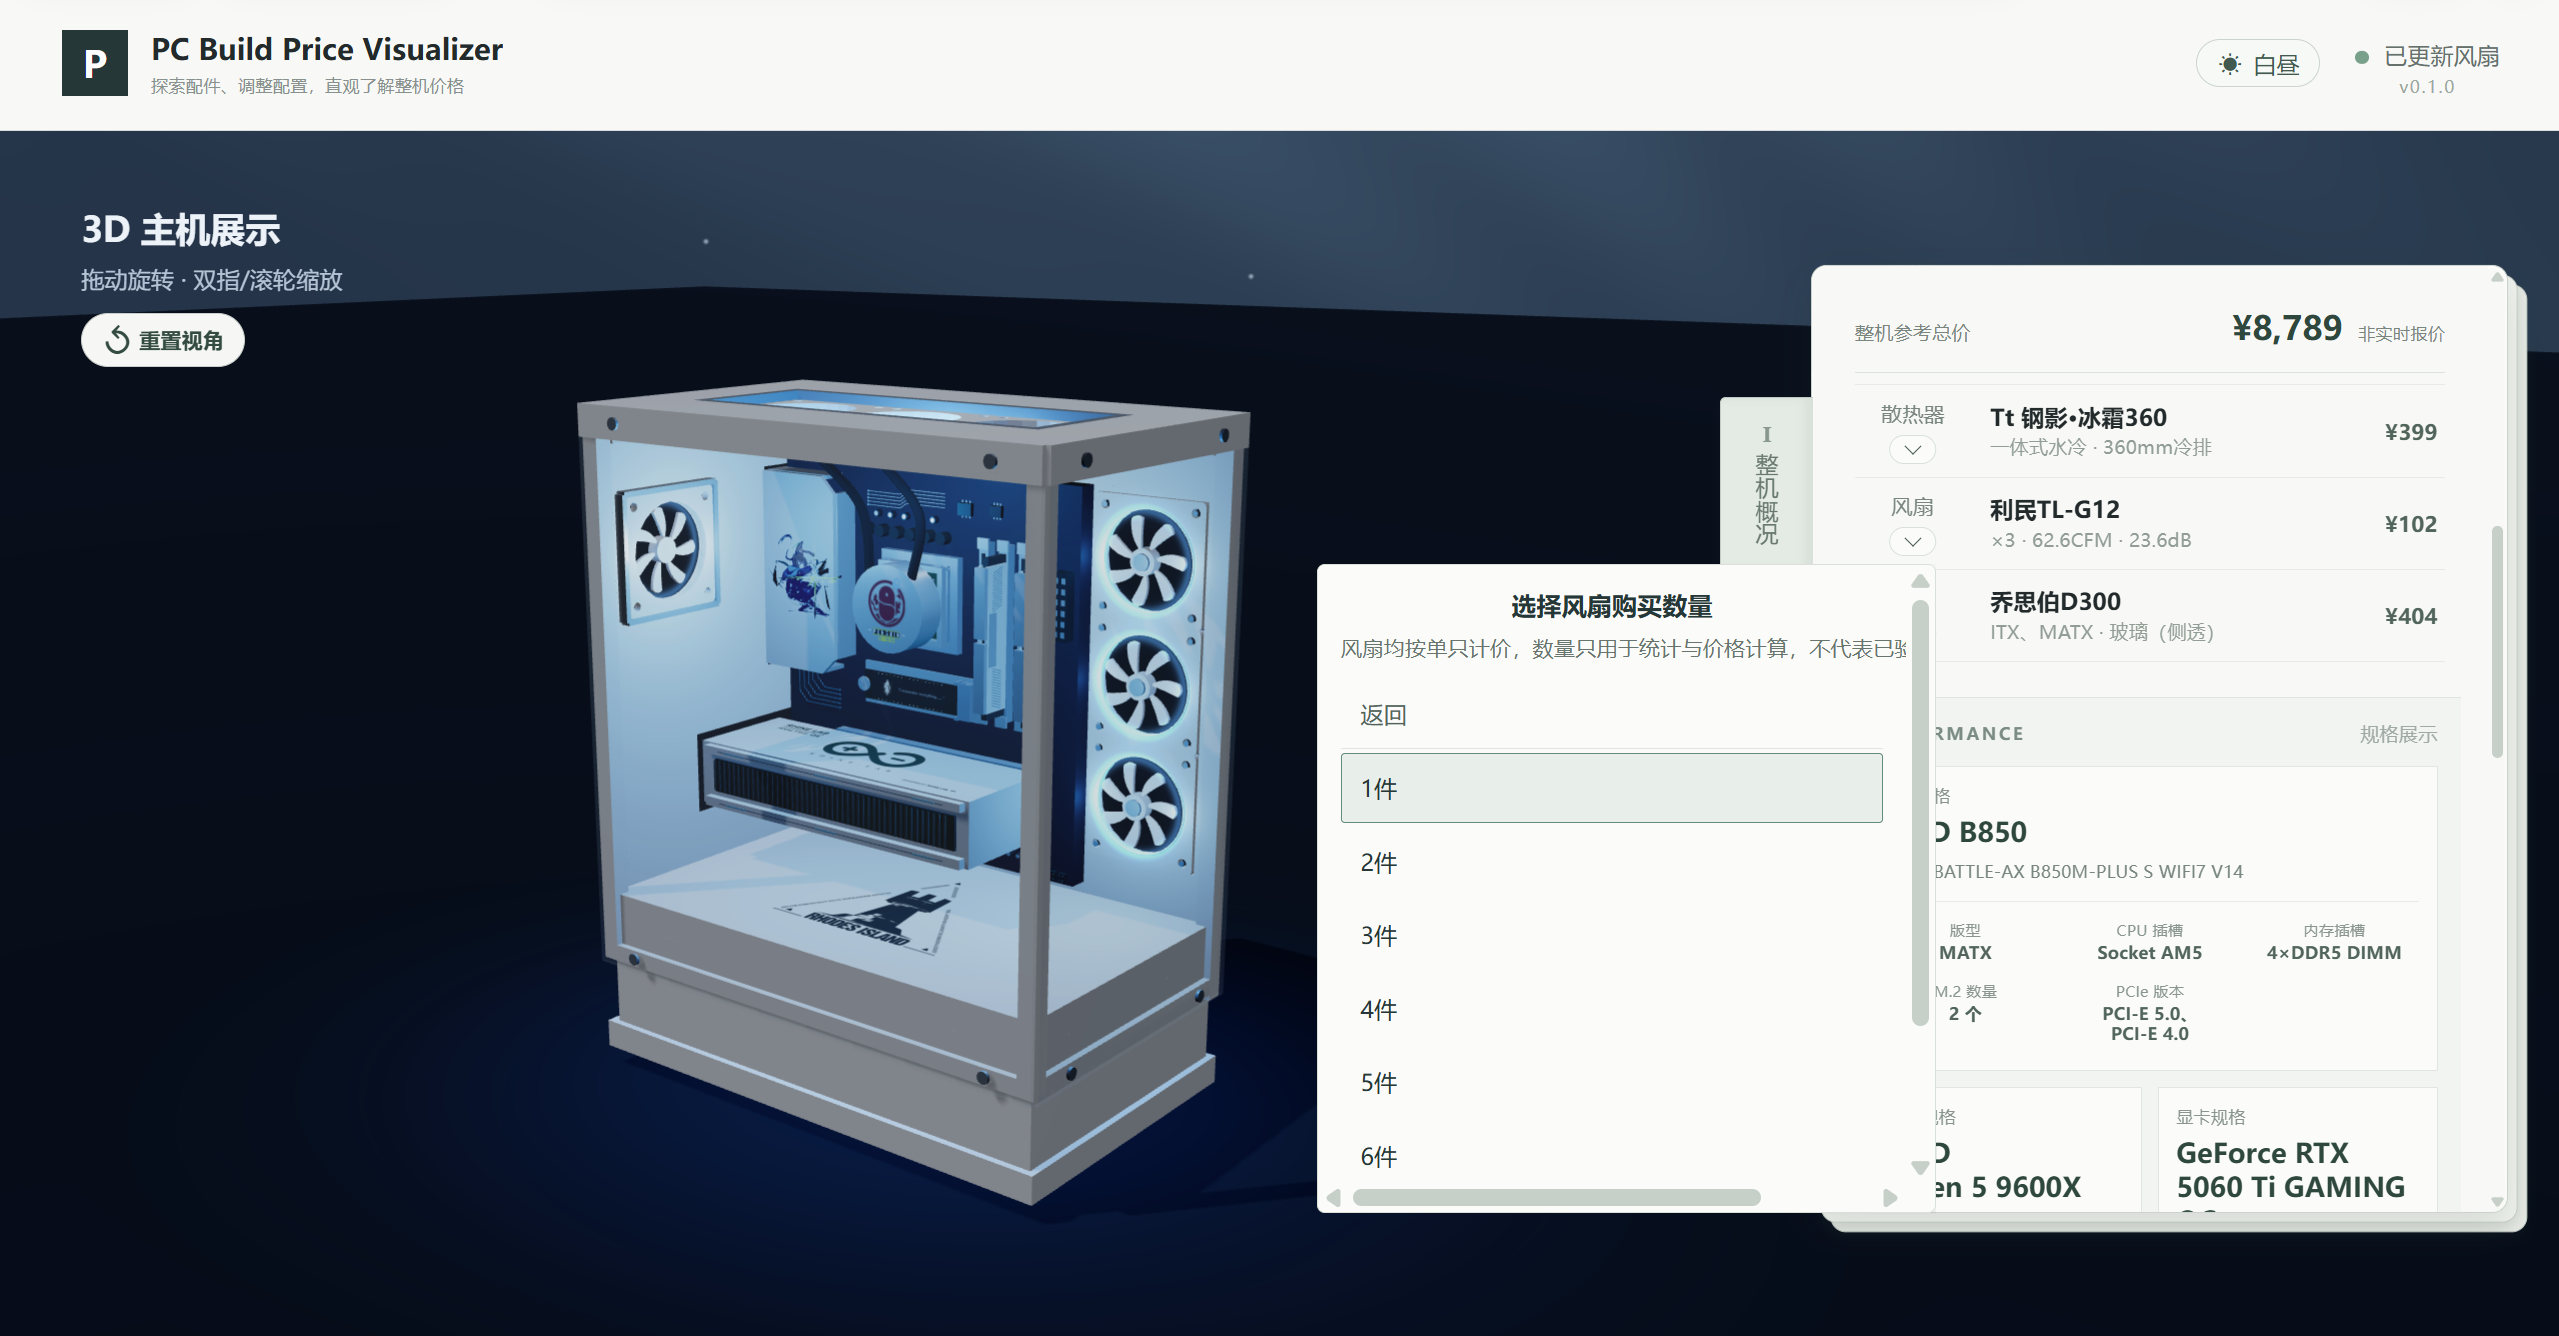 P
PC Build Price Visualizer
探索配件、调整配置，直观了解整机价格
白昼
已更新风扇
v0.1.0
3D 主机展示
拖动旋转 · 双指/滚轮缩放
重置视角
RHODES ISLAND
I 整机概况
整机参考总价
¥8,789 非实时报价
散热器
Tt 钢影•冰霜360
一体式水冷 · 360mm冷排
¥399
风扇
利民TL-G12
×3 · 62.6CFM · 23.6dB
¥102
乔思伯D300
ITX、MATX · 玻璃（侧透）
¥404
选择风扇购买数量
风扇均按单只计价，数量只用于统计与价格计算，不代表已
返回
1件
2件
3件
4件
5件
6件
RMANCE
规格展示
格
D B850
BATTLE-AX B850M-PLUS S WIFI7 V14
版型
MATX
CPU 插槽
Socket AM5
内存插槽
4×DDR5 DIMM
M.2 数量
2 个
PCIe 版本
PCI-E 5.0、
PCI-E 4.0
格
D
en 5 9600X
显卡规格
GeForce RTX
5060 Ti GAMING